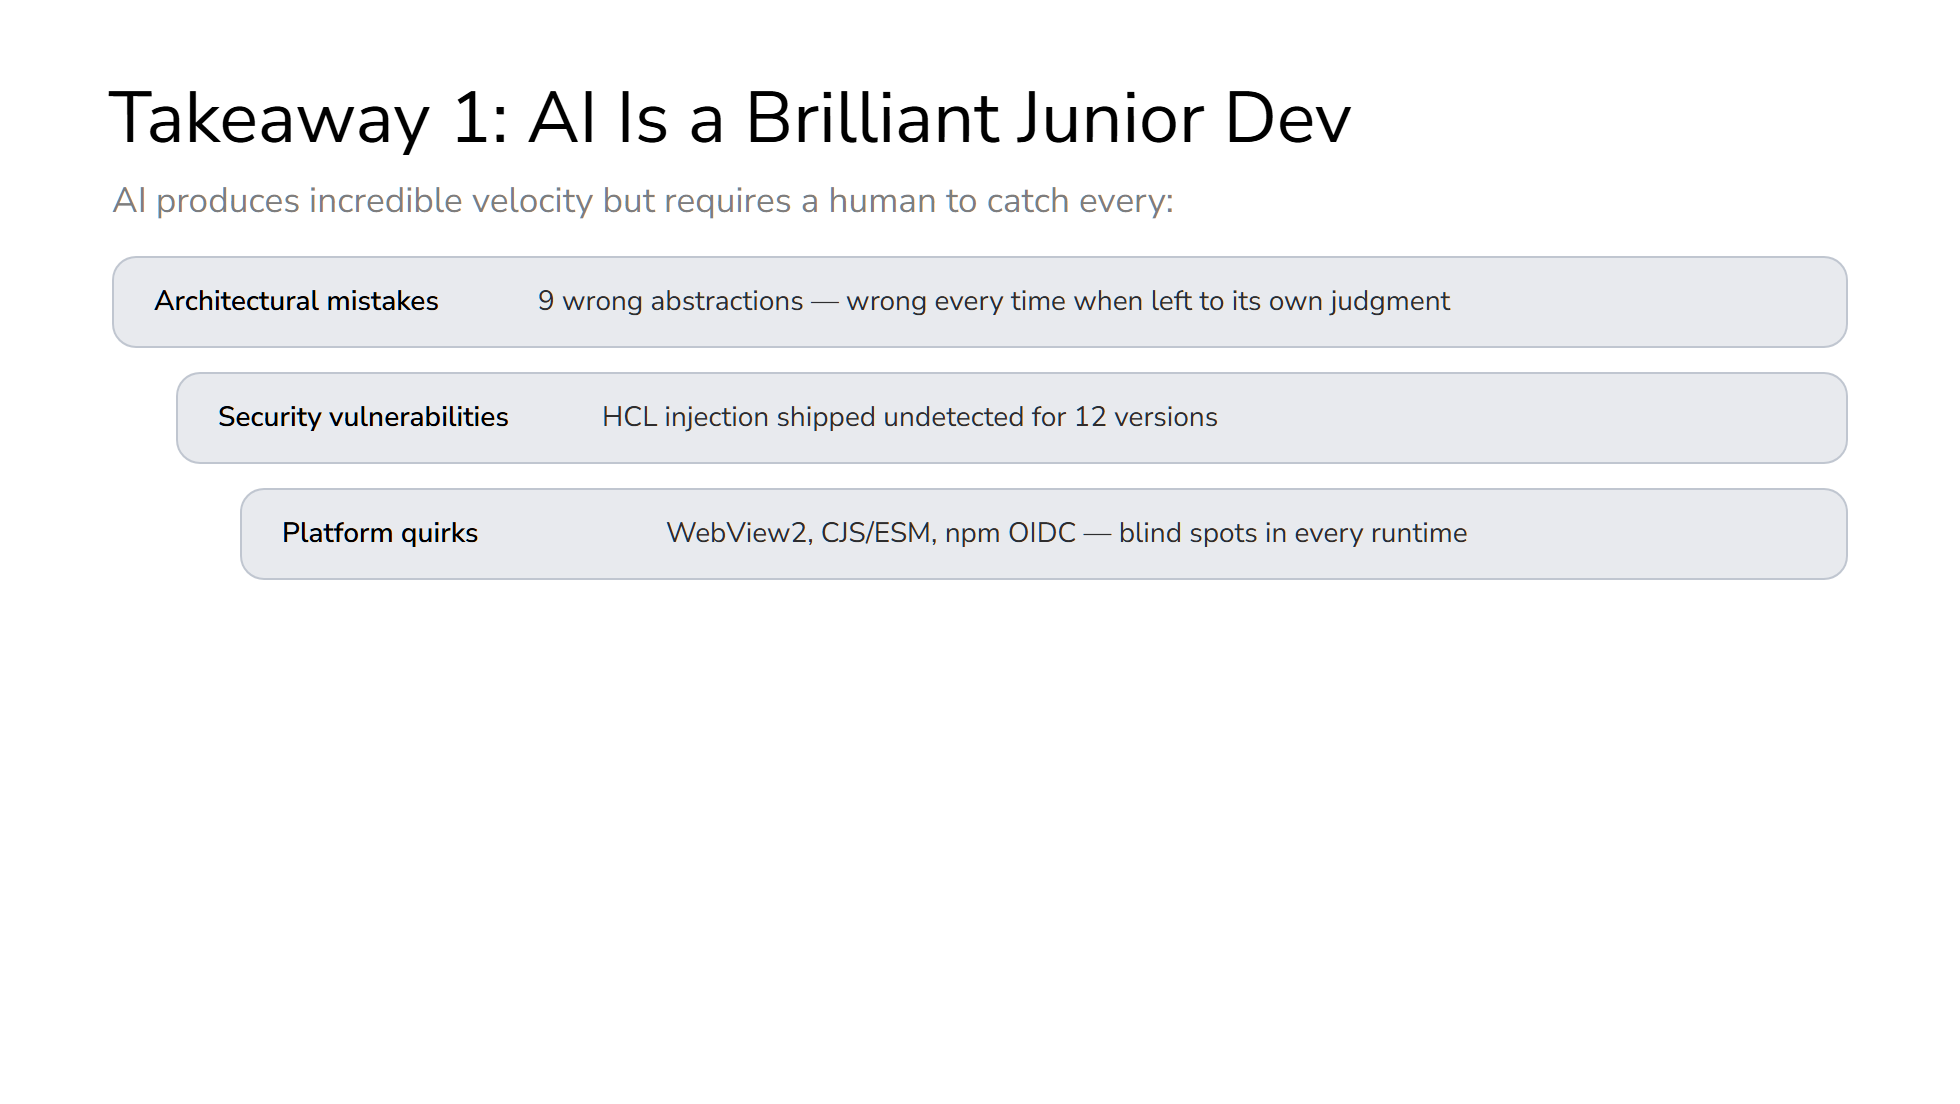 Takeaway 1: AI Is a Brilliant Junior Dev
AI produces incredible velocity but requires a human to catch every:
Architectural mistakes 9 wrong abstractions — wrong every time when left to its own judgment
Security vulnerabilities HCL injection shipped undetected for 12 versions
Platform quirks WebView2, CJS/ESM, npm OIDC — blind spots in every runtime